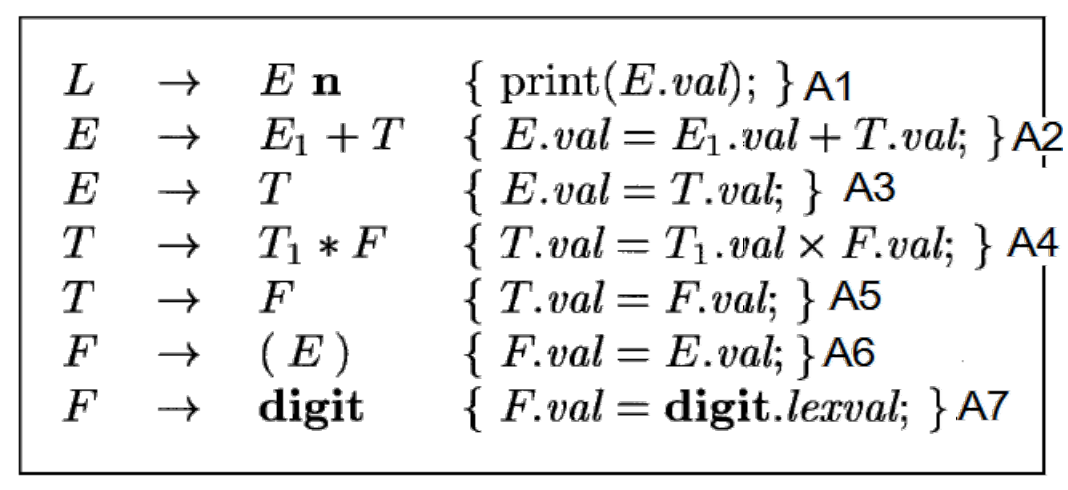 L → E n { print(E.val); } A1
E → E₁ + T { E.val = E₁.val + T.val; } A2
E → T { E.val = T.val; } A3
T → T₁ * F { T.val = T₁.val × F.val; } A4
T → F { T.val = F.val; } A5
F → ( E ) { F.val = E.val; } A6
F → digit { F.val = digit.lexval; } A7